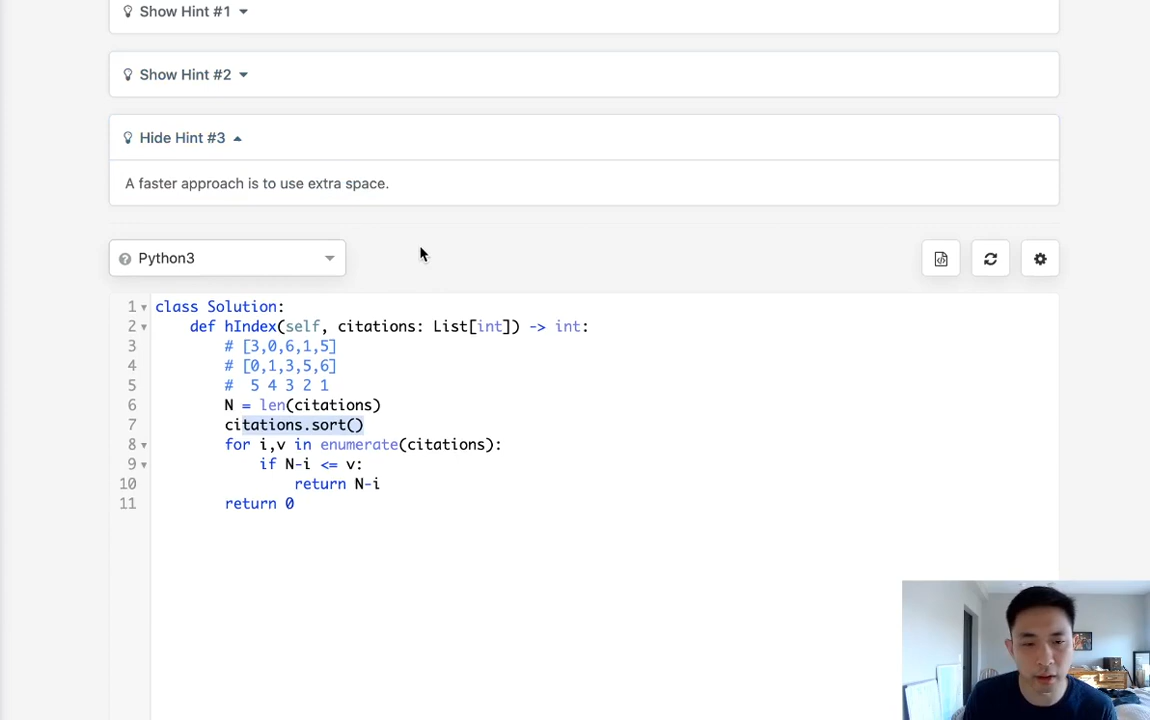 Show Hint #1
Show Hint #2
Hide Hint #3
A faster approach is to use extra space.
Python3
1 class Solution:
2 def hIndex(self, citations: List[int]) -> int:
3 # [3,0,6,1,5]
4 # [0,1,3,5,6]
5 # 5 4 3 2 1
6 N = len(citations)
7 citations.sort()
8 for i,v in enumerate(citations):
9 if N-i <= v:
10 return N-i
11 return 0